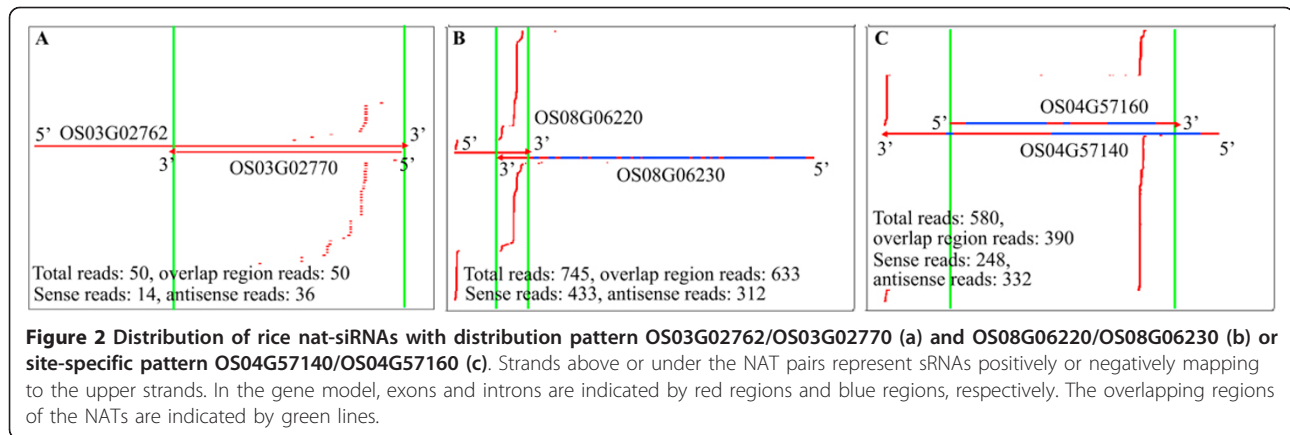 A
5’ OS03G02762 3’
3’ OS03G02770 5’
Total reads: 50, overlap region reads: 50
Sense reads: 14, antisense reads: 36
B
OS08G06220
5’ 3’
3’ OS08G06230 5’
Total reads: 745, overlap region reads: 633
Sense reads: 433, antisense reads: 312
C
OS04G57160
5’ 3’
3’ OS04G57140 5’
Total reads: 580,
overlap region reads: 390
Sense reads: 248,
antisense reads: 332
Figure 2 Distribution of rice nat-siRNAs with distribution pattern OS03G02762/OS03G02770 (a) and OS08G06220/OS08G06230 (b) or
site-specific pattern OS04G57140/OS04G57160 (c). Strands above or under the NAT pairs represent sRNAs positively or negatively mapping
to the upper strands. In the gene model, exons and introns are indicated by red regions and blue regions, respectively. The overlapping regions
of the NATs are indicated by green lines.